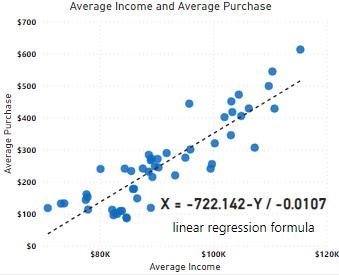 Average Income and Average Purchase
$700
$600
$500
$400
$300
$200
$100
$0
Average Purchase
X = -722.142-Y / -0.0107
linear regression formula
$80K
$100K
$120K
Average Income